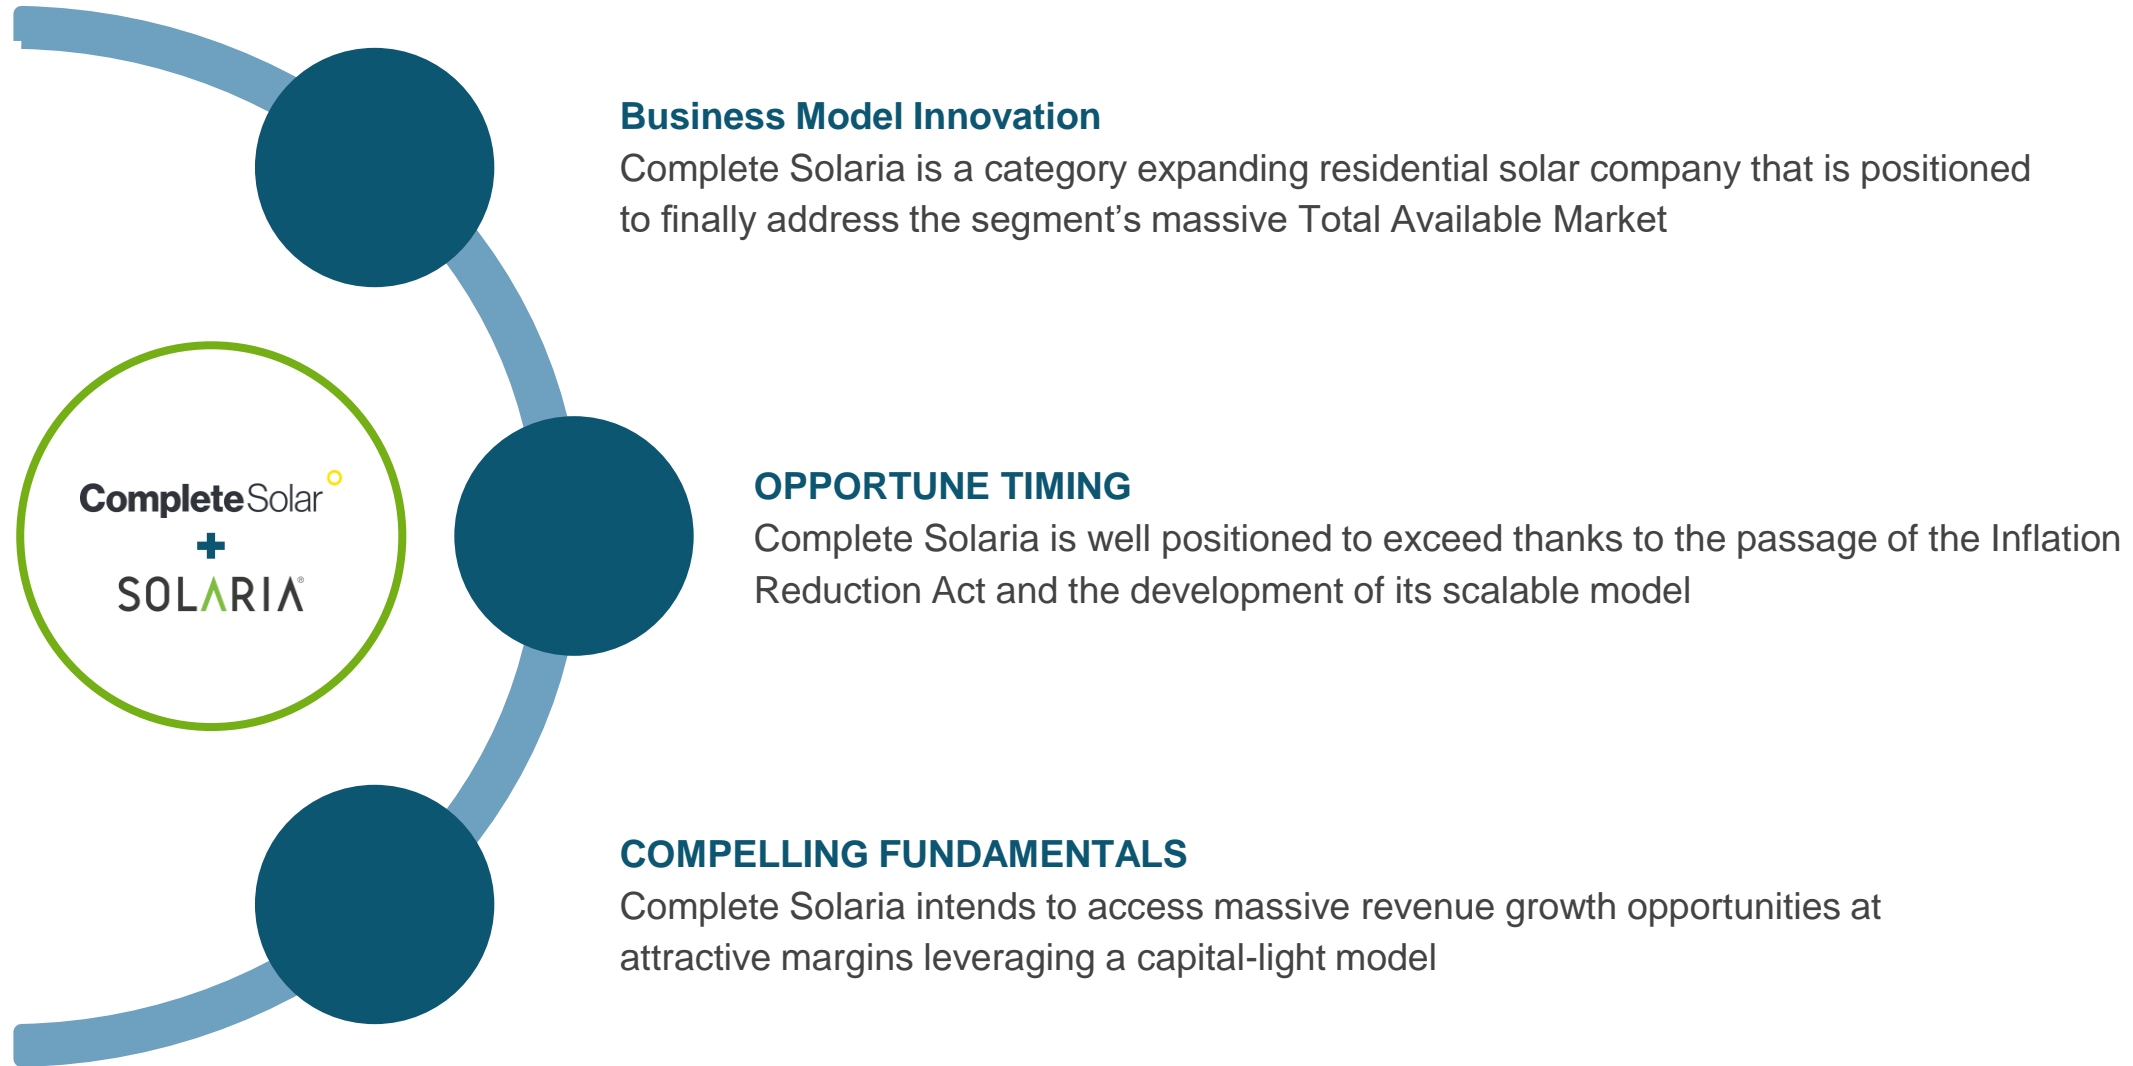 Business Model Innovation
Complete Solaria is a category expanding residential solar company that is positioned
to finally address the segment’s massive Total Available Market
CompleteSolar
+
SOLARIA®
OPPORTUNE TIMING
Complete Solaria is well positioned to exceed thanks to the passage of the Inflation
Reduction Act and the development of its scalable model
COMPELLING FUNDAMENTALS
Complete Solaria intends to access massive revenue growth opportunities at
attractive margins leveraging a capital-light model